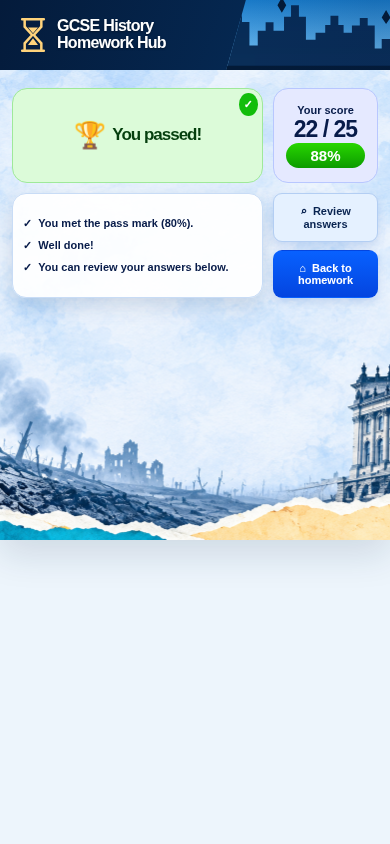 GCSE History
Homework Hub
🏆 You passed!
✓
Your score
22 / 25
88%
✓ You met the pass mark (80%).
✓ Well done!
✓ You can review your answers below.
⌕ Review
answers
⌂ Back to
homework